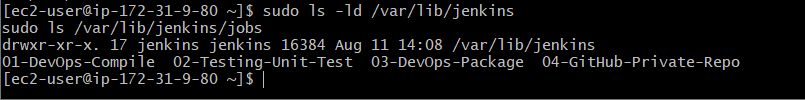 [ec2-user@ip-172-31-9-80 ~]$ sudo ls -ld /var/lib/jenkins
sudo ls /var/lib/jenkins/jobs
drwxr-xr-x. 17 jenkins jenkins 16384 Aug 11 14:08 /var/lib/jenkins
01-DevOps-Compile  02-Testing-Unit-Test  03-DevOps-Package  04-GitHub-Private-Repo
[ec2-user@ip-172-31-9-80 ~]$